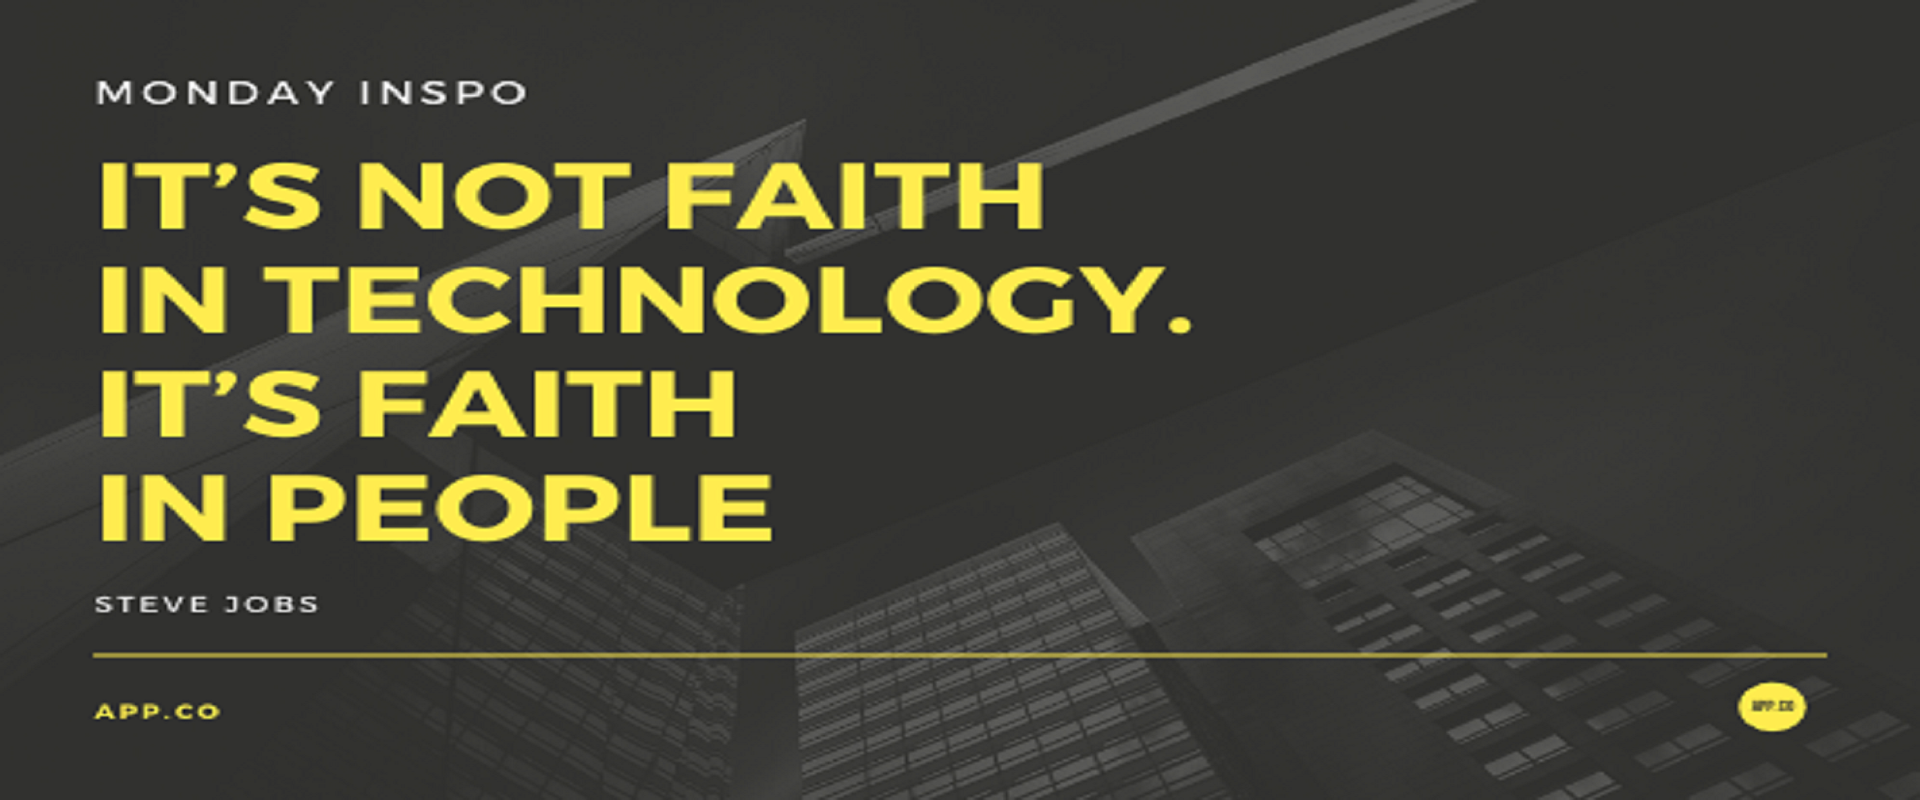 MONDAY INSPO
IT’S NOT FAITH
IN TECHNOLOGY.
IT’S FAITH
IN PEOPLE
STEVE JOBS
APP.CO
APP.CO